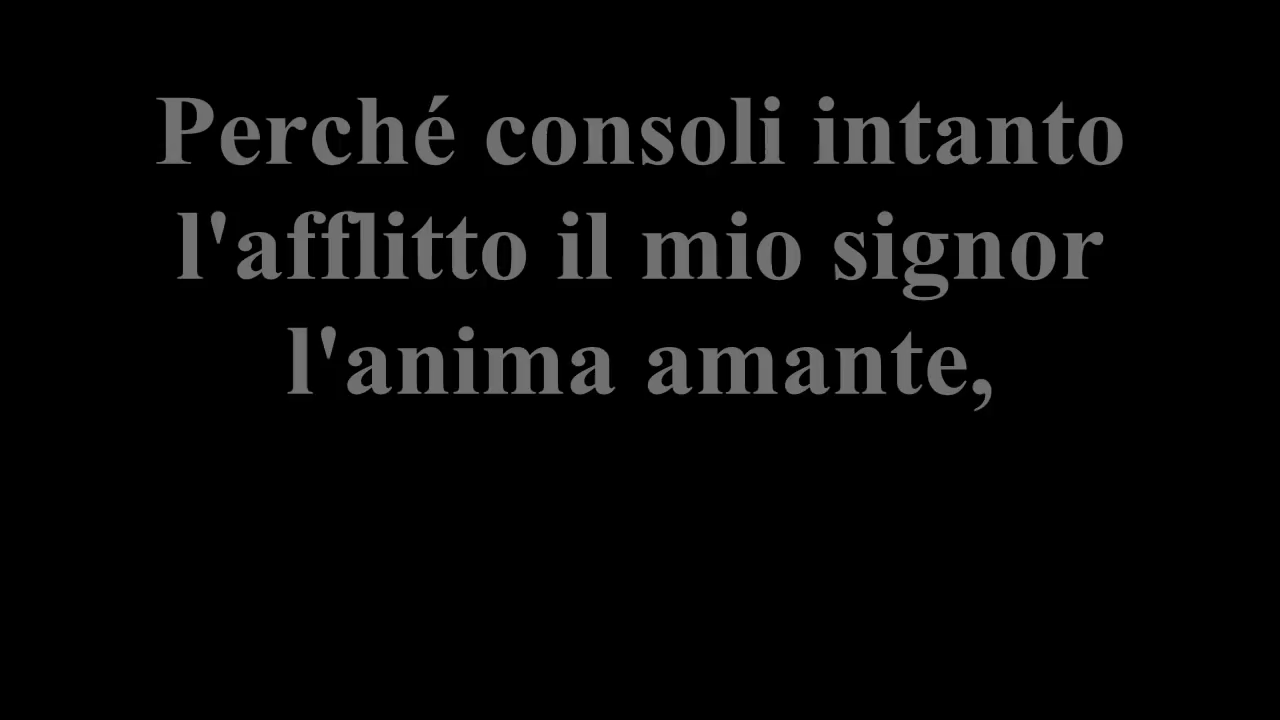 Perché consoli intanto
l'afflitto il mio signor
l'anima amante,